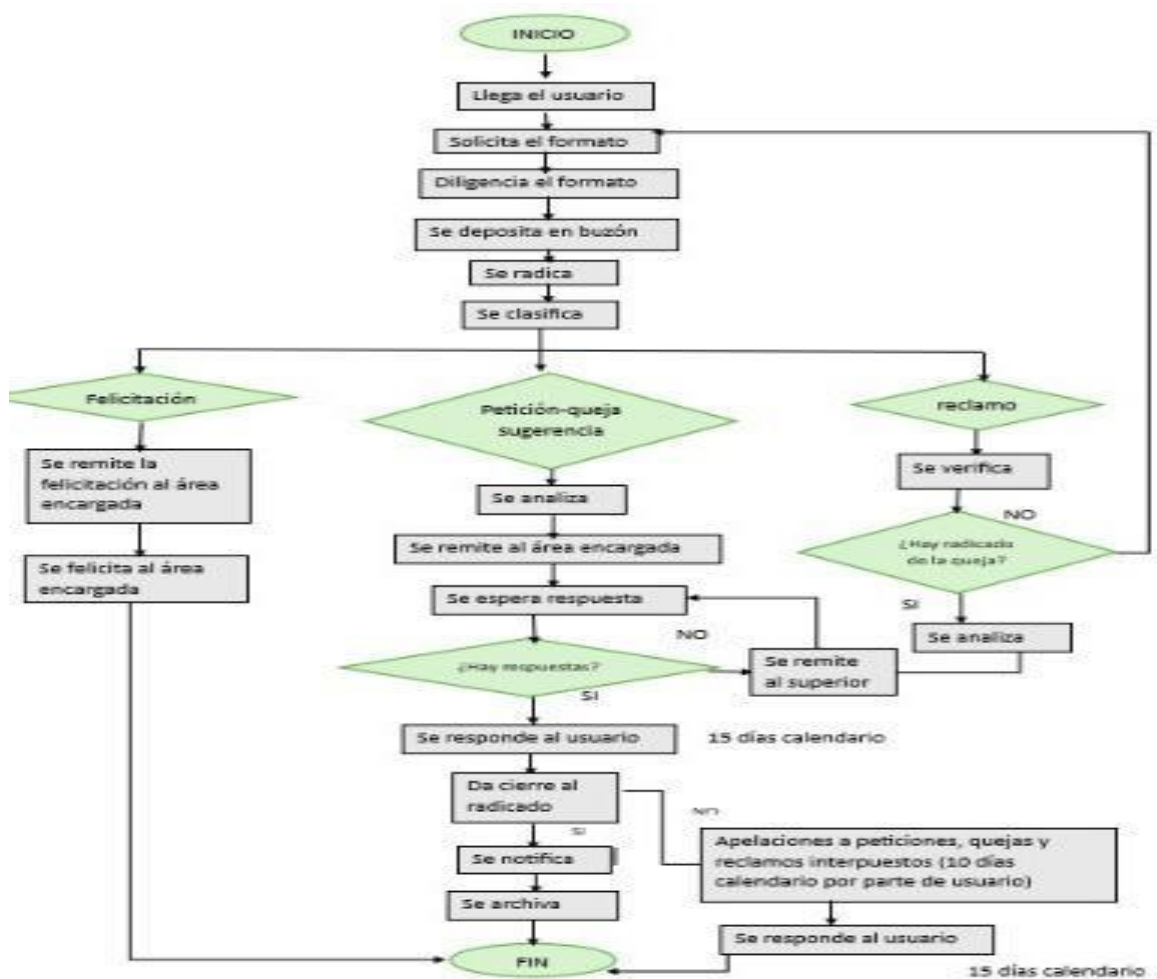 INICIO
Llega el usuario
Solicita el formato
Diligencia el formato
Se deposita en buzón
Se radica
Se clasifica
Felicitación
Petición-queja
sugerencia
reclamo
Se remite la
felicitación al área
encargada
Se verifica
Se analiza
NO
Se remite al área encargada
¿Hay radicado
de la queja?
Se felicita al área
encargada
Se espera respuesta
SI
NO
Se analiza
¿Hay respuestas?
Se remite
al superior
SI
Se responde al usuario
15 días calendario
Da cierre al
radicado
NO
SI
Apelaciones a peticiones, quejas y
reclamos interpuestos (10 días
calendario por parte de usuario)
Se notifica
Se archiva
Se responde al usuario
FIN
15 días calendario